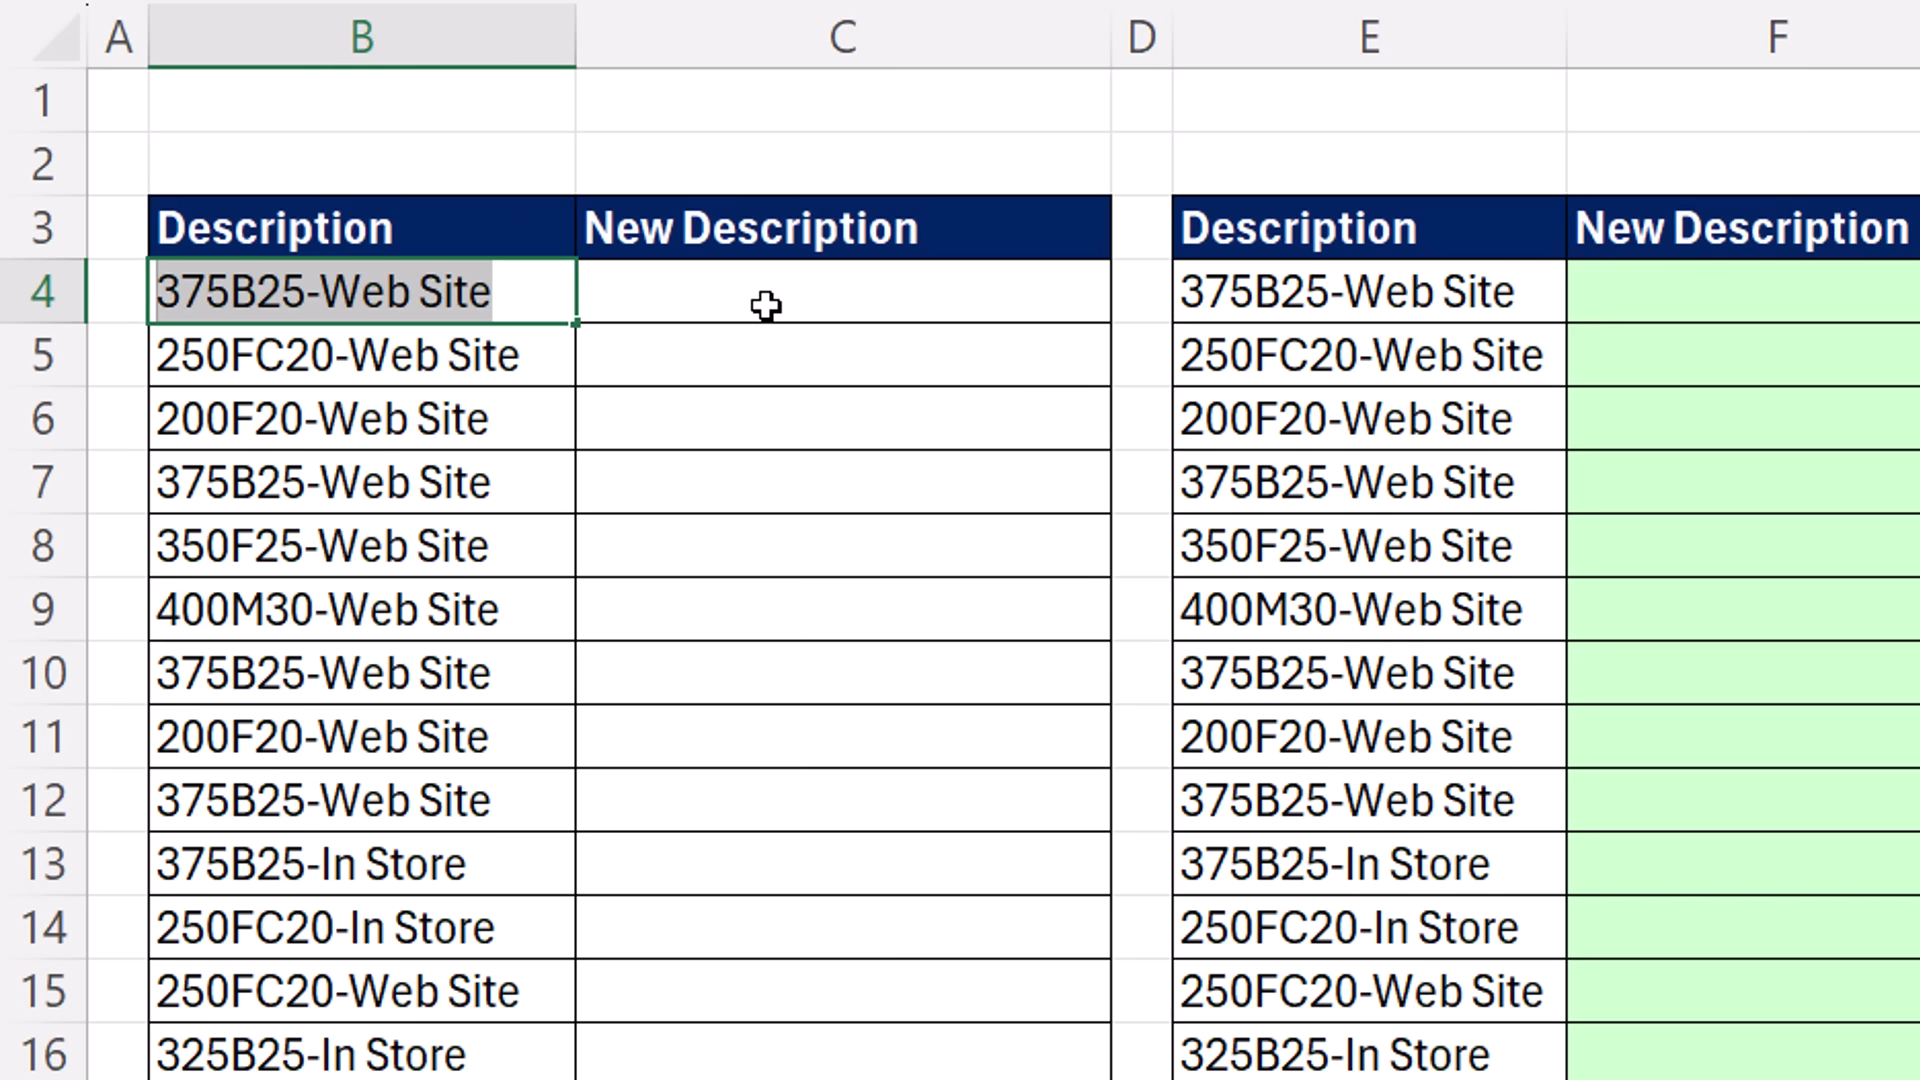 A B C D E F
1
2
3 Description New Description Description New Description
4 375B25-Web Site 375B25-Web Site
5 250FC20-Web Site 250FC20-Web Site
6 200F20-Web Site 200F20-Web Site
7 375B25-Web Site 375B25-Web Site
8 350F25-Web Site 350F25-Web Site
9 400M30-Web Site 400M30-Web Site
10 375B25-Web Site 375B25-Web Site
11 200F20-Web Site 200F20-Web Site
12 375B25-Web Site 375B25-Web Site
13 375B25-In Store 375B25-In Store
14 250FC20-In Store 250FC20-In Store
15 250FC20-Web Site 250FC20-Web Site
16 325B25-In Store 325B25-In Store